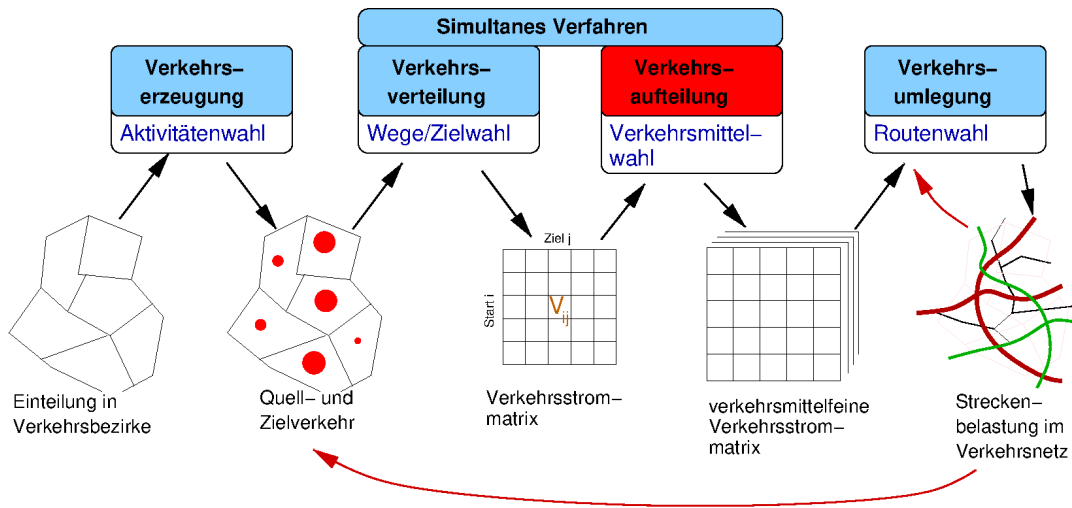 Simultanes Verfahren
Verkehrs–
erzeugung
Aktivitätenwahl
Verkehrs–
verteilung
Wege/Zielwahl
Verkehrs–
aufteilung
Verkehrsmittel–
wahl
Verkehrs–
umlegung
Routenwahl
Einteilung in
Verkehrsbezirke
Quell– und
Zielverkehr
Ziel j
Start i
V_ij
Verkehrsstrom–
matrix
verkehrsmittelfeine
Verkehrsstrom–
matrix
Strecken–
belastung im
Verkehrsnetz